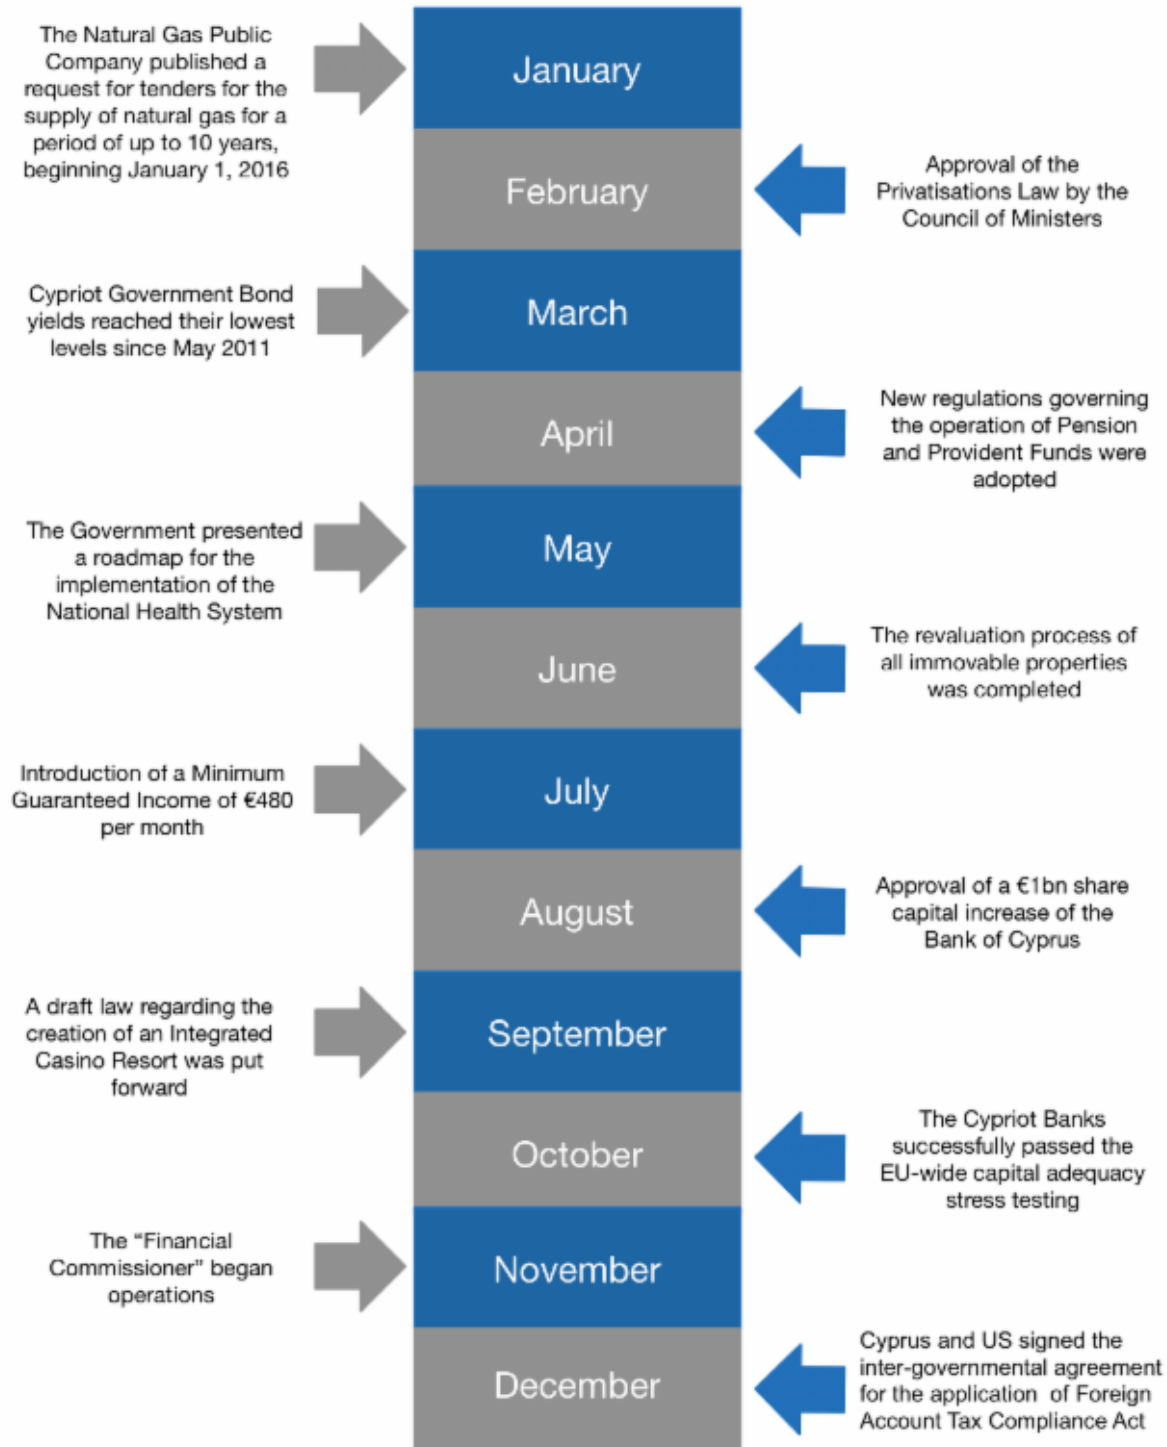 The Natural Gas Public
Company published a
request for tenders for the
supply of natural gas for a
period of up to 10 years,
beginning January 1, 2016
January
February
Approval of the
Privatisations Law by the
Council of Ministers
Cypriot Government Bond
yields reached their lowest
levels since May 2011
March
April
New regulations governing
the operation of Pension
and Provident Funds were
adopted
The Government presented
a roadmap for the
implementation of the
National Health System
May
June
The revaluation process of
all immovable properties
was completed
Introduction of a Minimum
Guaranteed Income of €480
per month
July
August
Approval of a €1bn share
capital increase of the
Bank of Cyprus
A draft law regarding the
creation of an Integrated
Casino Resort was put
forward
September
October
The Cypriot Banks
successfully passed the
EU-wide capital adequacy
stress testing
The “Financial
Commissioner” began
operations
November
December
Cyprus and US signed the
inter-governmental agreement
for the application of Foreign
Account Tax Compliance Act